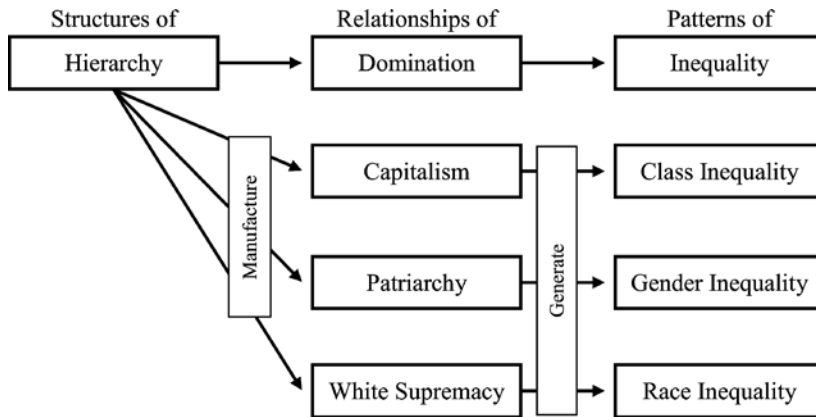 Structures of
Relationships of
Patterns of
Hierarchy
Domination
Inequality
Manufacture
Capitalism
Generate
Class Inequality
Patriarchy
Gender Inequality
White Supremacy
Race Inequality